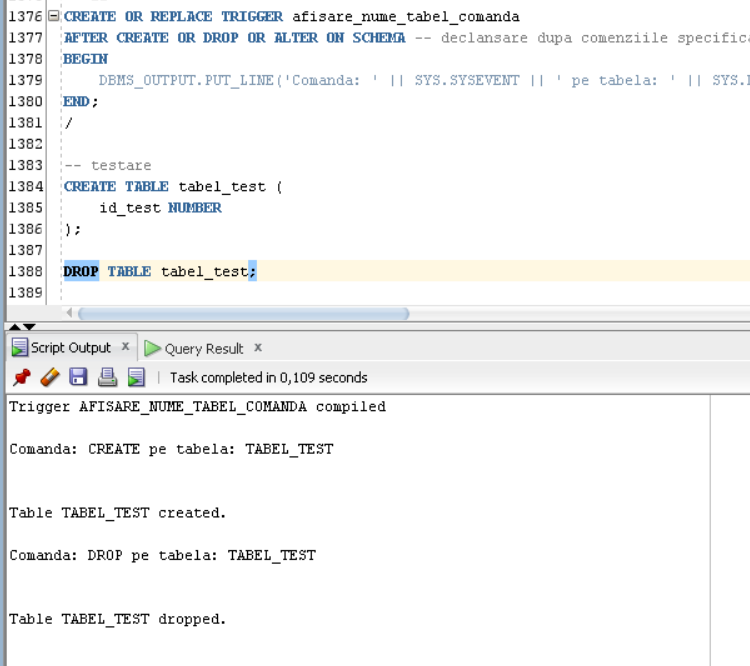 1376 CREATE OR REPLACE TRIGGER afisare_nume_tabel_comanda
1377 AFTER CREATE OR DROP OR ALTER ON SCHEMA -- declansare dupa comenziile
1378 BEGIN
1379 DBMS_OUTPUT.PUT_LINE('Comanda: ' || SYS.SYSEVENT || ' pe tabela: ' ||
1380 END;
1381 /
1382
1383 -- testare
1384 CREATE TABLE tabel_test (
1385 id_test NUMBER
1386 );
1387
1388 DROP TABLE tabel_test;
1389
Script Output x Query Result x
Task completed in 0,109 seconds
Trigger AFISARE_NUME_TABEL_COMANDA compiled
Comanda: CREATE pe tabela: TABEL_TEST
Table TABEL_TEST created.
Comanda: DROP pe tabela: TABEL_TEST
Table TABEL_TEST dropped.